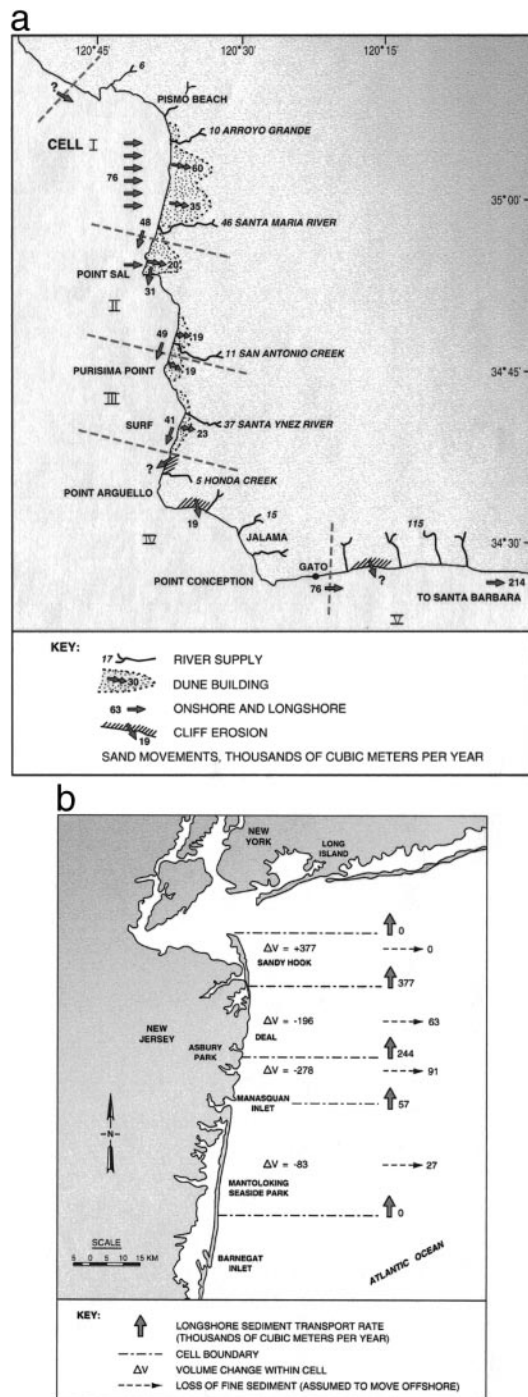 a
120°45'
120°30'
120°15'
6
?
PISMO BEACH
CELL I
10 ARROYO GRANDE
60
76
35°00'
35
48
46 SANTA MARIA RIVER
20
POINT SAL
31
II
49
19
11 SAN ANTONIO CREEK
PURISIMA POINT
19
34°45'
III
41
37 SANTA YNEZ RIVER
SURF
23
?
5 HONDA CREEK
POINT ARGUELLO
19
15
115
34°30'
IV
JALAMA
GATO
POINT CONCEPTION
76
?
214
TO SANTA BARBARA
V
KEY:
17 RIVER SUPPLY
30 DUNE BUILDING
63 ONSHORE AND LONGSHORE
19 CLIFF EROSION
SAND MOVEMENTS, THOUSANDS OF CUBIC METERS PER YEAR
b
NEW
YORK
LONG
ISLAND
0
ΔV = +377
0
SANDY HOOK
377
NEW
JERSEY
ΔV = -196
63
DEAL
ASBURY
PARK
244
ΔV = -278
91
MANASQUAN
INLET
57
N
ΔV = -83
27
MANTOLOKING
SEASIDE PARK
SCALE
0
5 0 5 10 15 KM
BARNEGAT
INLET
ATLANTIC OCEAN
KEY:
LONGSHORE SEDIMENT TRANSPORT RATE
(THOUSANDS OF CUBIC METERS PER YEAR)
CELL BOUNDARY
ΔV VOLUME CHANGE WITHIN CELL
LOSS OF FINE SEDIMENT (ASSUMED TO MOVE OFFSHORE)